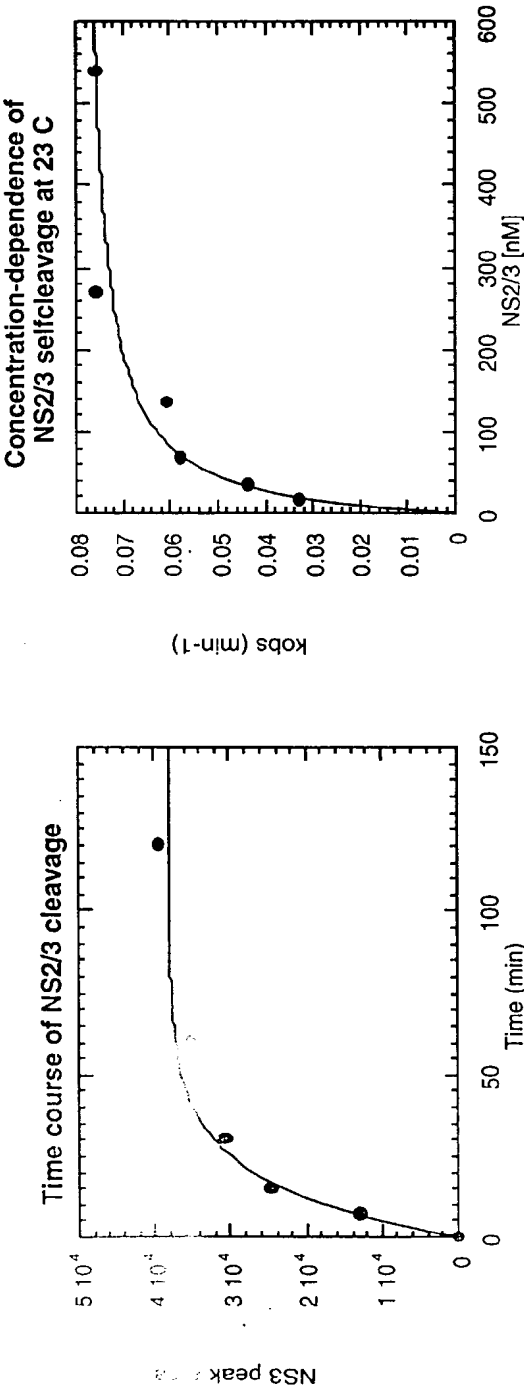 Time course of NS2/3 cleavage
NS3 peak
5 10⁴
4 10⁴
3 10⁴
2 10⁴
1 10⁴
0
0 50 100 150
Time (min)
Concentration-dependence of
NS2/3 selfcleavage at 23 C
kobs (min-1)
0.08
0.07
0.06
0.05
0.04
0.03
0.02
0.01
0
0 100 200 300 400 500 600
NS2/3 [nM]